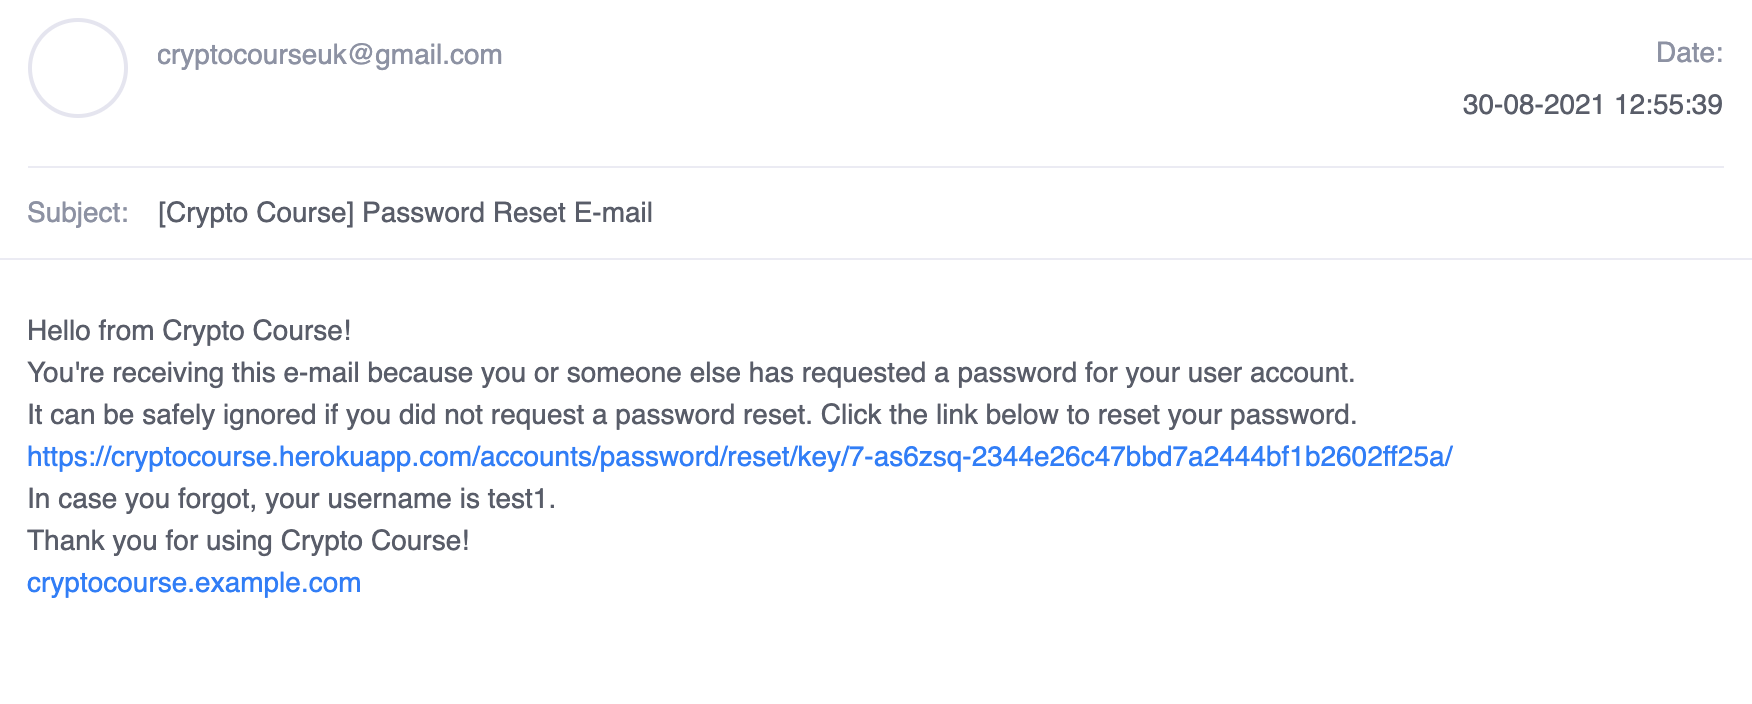 cryptocourseuk@gmail.com
Date:
30-08-2021 12:55:39
Subject: [Crypto Course] Password Reset E-mail
Hello from Crypto Course!
You're receiving this e-mail because you or someone else has requested a password for your user account.
It can be safely ignored if you did not request a password reset. Click the link below to reset your password.
https://cryptocourse.herokuapp.com/accounts/password/reset/key/7-as6zsq-2344e26c47bbd7a2444bf1b2602ff25a/
In case you forgot, your username is test1.
Thank you for using Crypto Course!
cryptocourse.example.com